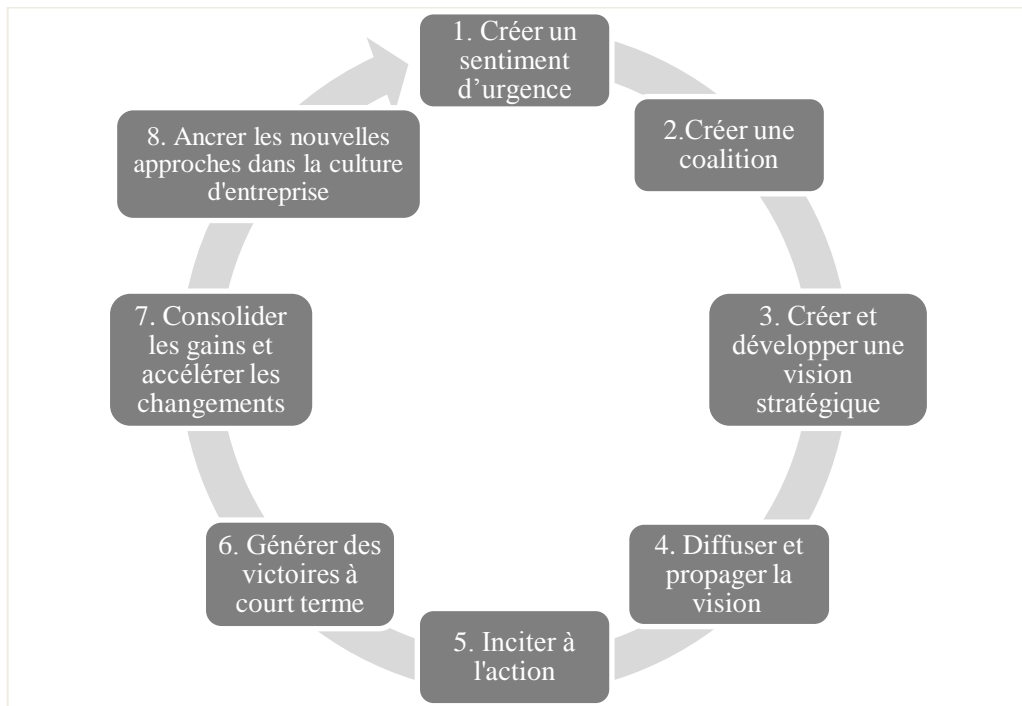 1. Créer un
sentiment
d’urgence
2.Créer une
coalition
3. Créer et
développer une
vision
stratégique
4. Diffuser et
propager la
vision
5. Inciter à
l'action
6. Générer des
victoires à
court terme
7. Consolider
les gains et
accélérer les
changements
8. Ancrer les nouvelles
approches dans la culture
d'entreprise